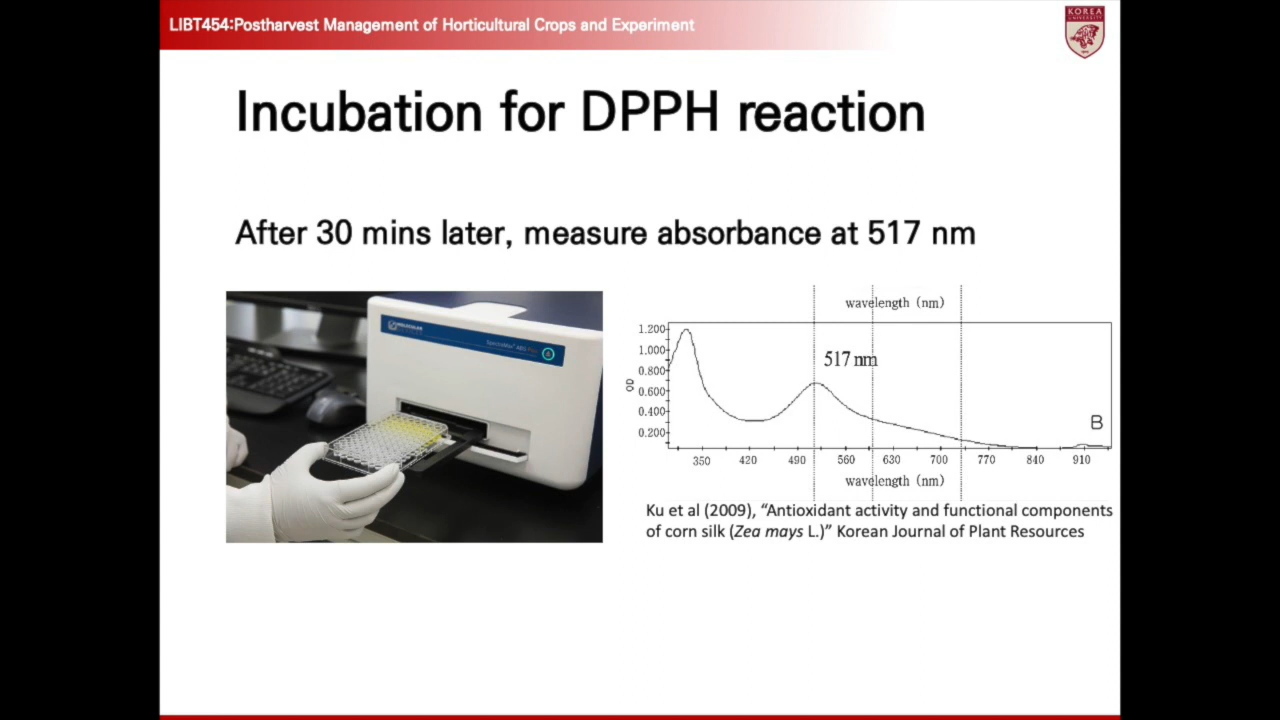 LIBT454:Postharvest Management of Horticultural Crops and Experiment
KOREA
UNIVERSITY
Incubation for DPPH reaction
After 30 mins later, measure absorbance at 517 nm
MOLECULAR
SpectraMax ABS
wavelength (nm)
1.200
1.000
0.800
0.600
0.400
0.200
OD
517 nm
B
350 420 490 560 630 700 770 840 910
wavelength (nm)
Ku et al (2009), “Antioxidant activity and functional components
of corn silk (Zea mays L.)” Korean Journal of Plant Resources